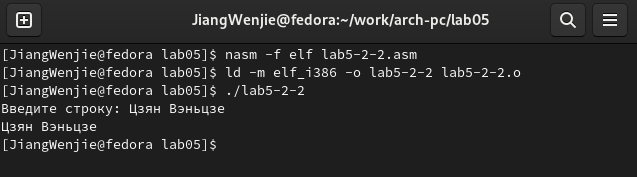 JiangWenjie@fedora:~/work/arch-pc/lab05
[JiangWenjie@fedora lab05]$ nasm -f elf lab5-2-2.asm
[JiangWenjie@fedora lab05]$ ld -m elf_i386 -o lab5-2-2 lab5-2-2.o
[JiangWenjie@fedora lab05]$ ./lab5-2-2
Введите строку: Цзян Вэньцзе
Цзян Вэньцзе
[JiangWenjie@fedora lab05]$